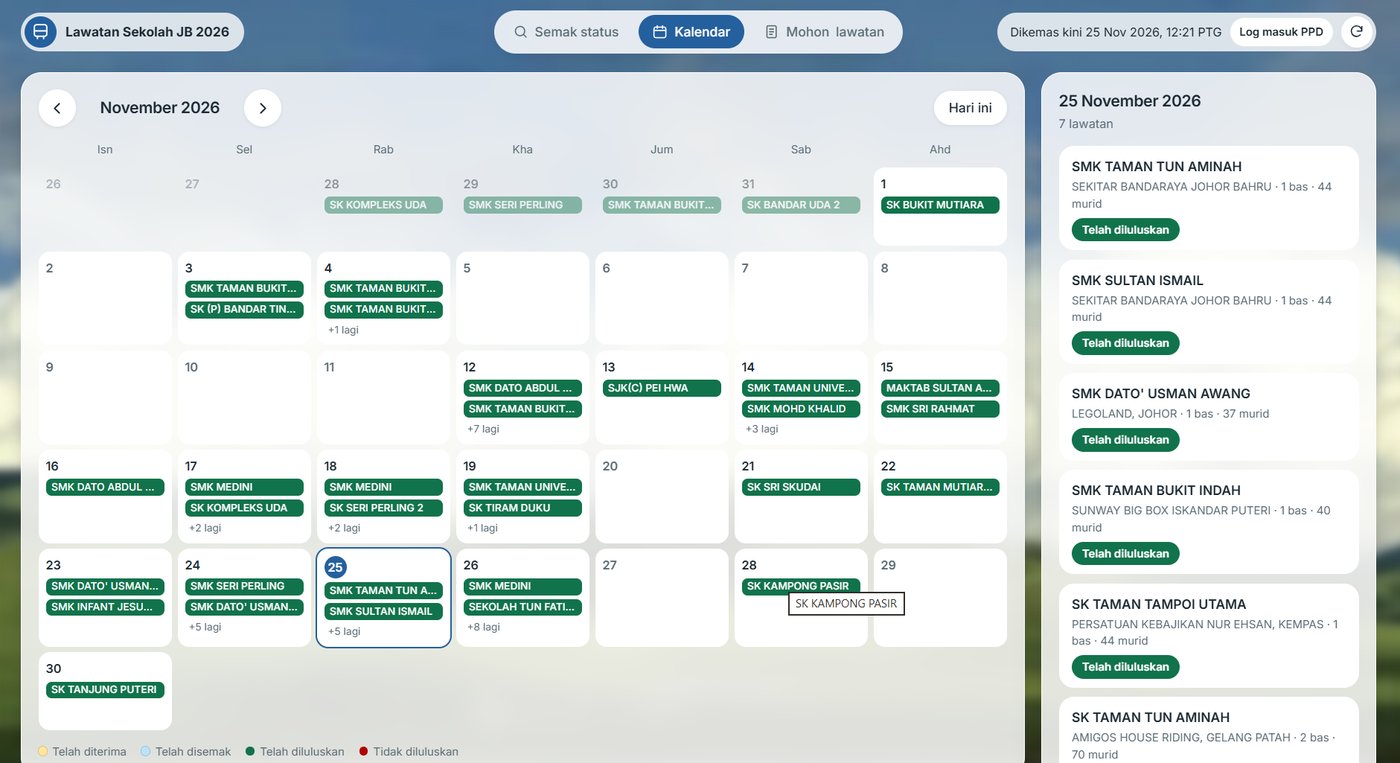 Lawatan Sekolah JB 2026
Semak status
Kalendar
Mohon lawatan
Dikemas kini 25 Nov 2026, 12:21 PTG
Log masuk PPD
November 2026
Hari ini
Isn Sel Rab Kha Jum Sab Ahd
26
27
28
SK KOMPLEKS UDA
29
SMK SERI PERLING
30
SMK TAMAN BUKIT...
31
SK BANDAR UDA 2
1
SK BUKIT MUTIARA
2
3
SMK TAMAN BUKIT...
SK (P) BANDAR TIN...
4
SMK TAMAN BUKIT...
SMK TAMAN BUKIT...
+1 lagi
5
6
7
8
9
10
11
12
SMK DATO ABDUL ...
SMK TAMAN BUKIT...
+7 lagi
13
SJK(C) PEI HWA
14
SMK TAMAN UNIVE...
SMK MOHD KHALID
+3 lagi
15
MAKTAB SULTAN A...
SMK SRI RAHMAT
16
SMK DATO ABDUL ...
17
SMK MEDINI
SK KOMPLEKS UDA
+2 lagi
18
SMK MEDINI
SK SERI PERLING 2
+2 lagi
19
SMK TAMAN UNIVE...
SK TIRAM DUKU
+1 lagi
20
21
SK SRI SKUDAI
22
SK TAMAN MUTIAR...
23
SMK DATO' USMAN...
SMK INFANT JESU...
24
SMK SERI PERLING
SMK DATO' USMAN...
+5 lagi
25
SMK TAMAN TUN A...
SMK SULTAN ISMAIL
+5 lagi
26
SMK MEDINI
SEKOLAH TUN FATI...
+8 lagi
27
28
SK KAMPONG PASIR
SK KAMPONG PASIR
29
30
SK TANJUNG PUTERI
Telah diterima
Telah disemak
Telah diluluskan
Tidak diluluskan
25 November 2026
7 lawatan
SMK TAMAN TUN AMINAH
SEKITAR BANDARAYA JOHOR BAHRU · 1 bas · 44
murid
Telah diluluskan
SMK SULTAN ISMAIL
SEKITAR BANDARAYA JOHOR BAHRU · 1 bas · 44
murid
Telah diluluskan
SMK DATO' USMAN AWANG
LEGOLAND, JOHOR · 1 bas · 37 murid
Telah diluluskan
SMK TAMAN BUKIT INDAH
SUNWAY BIG BOX ISKANDAR PUTERI · 1 bas · 40
murid
Telah diluluskan
SK TAMAN TAMPOI UTAMA
PERSATUAN KEBAJIKAN NUR EHSAN, KEMPAS · 1
bas · 44 murid
Telah diluluskan
SK TAMAN TUN AMINAH
AMIGOS HOUSE RIDING, GELANG PATAH · 2 bas ·
70 murid